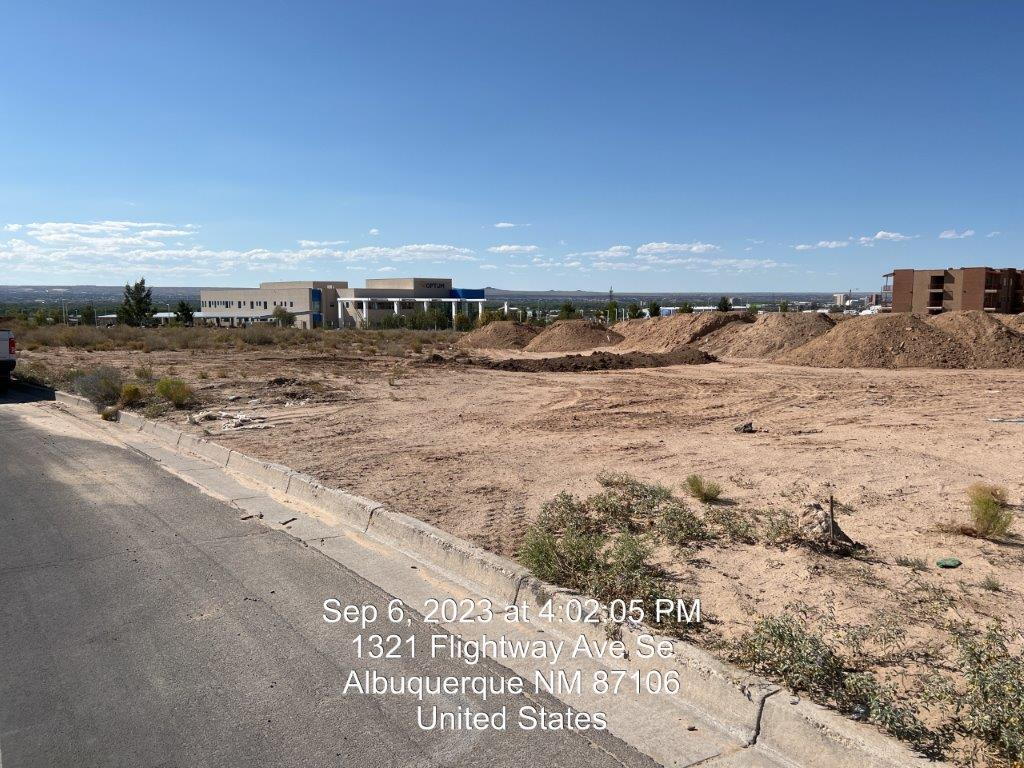 OPTUM
Sep 6, 2023 at 4:02:05 PM
1321 Flightway Ave Se
Albuquerque NM 87106
United States